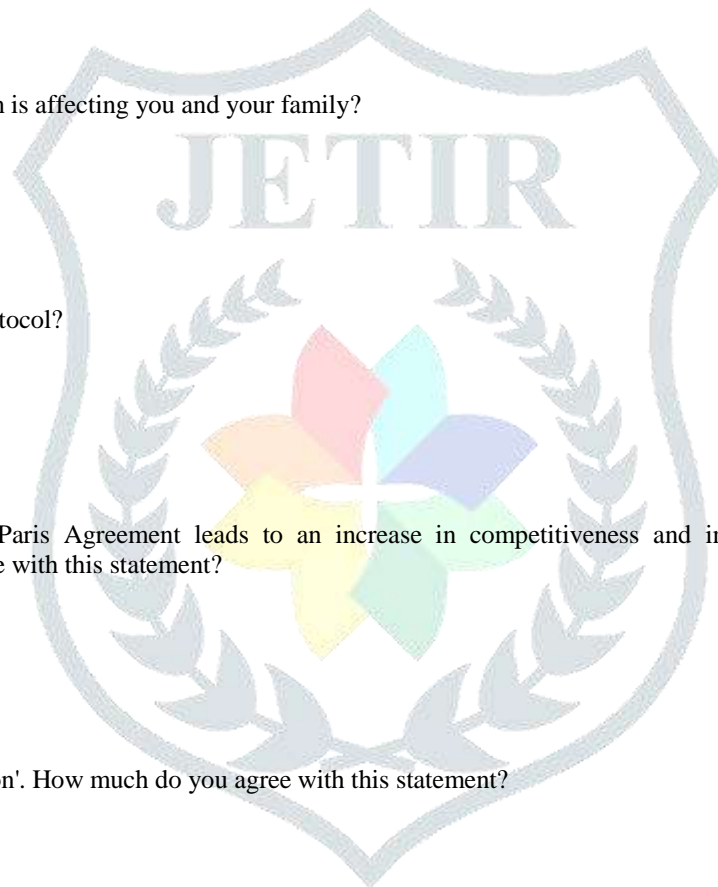 is affecting you and your family?
JETIR
tocol?
Paris Agreement leads to an increase in competitiveness and
with this statement?
How much do you agree with this statement?